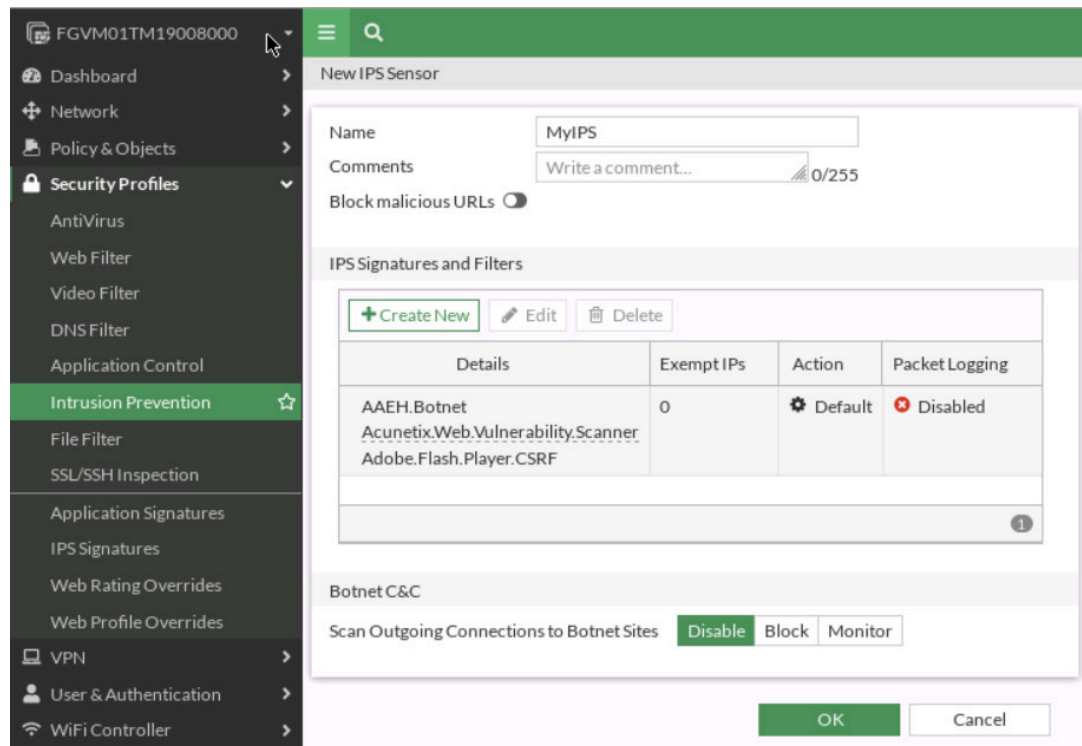 FGVM01TM19008000
Dashboard
Network
Policy & Objects
Security Profiles
AntiVirus
Web Filter
Video Filter
DNS Filter
Application Control
Intrusion Prevention
File Filter
SSL/SSH Inspection
Application Signatures
IPS Signatures
Web Rating Overrides
Web Profile Overrides
VPN
User & Authentication
WiFi Controller
New IPS Sensor
Name MyIPS
Comments Write a comment... 0/255
Block malicious URLs
IPS Signatures and Filters
Create New Edit Delete
Details Exempt IPs Action Packet Logging
AAEH.Botnet 0 Default Disabled
Acunetix.Web.Vulnerability.Scanner
Adobe.Flash.Player.CSRF
1
Botnet C&C
Scan Outgoing Connections to Botnet Sites Disable Block Monitor
OK Cancel